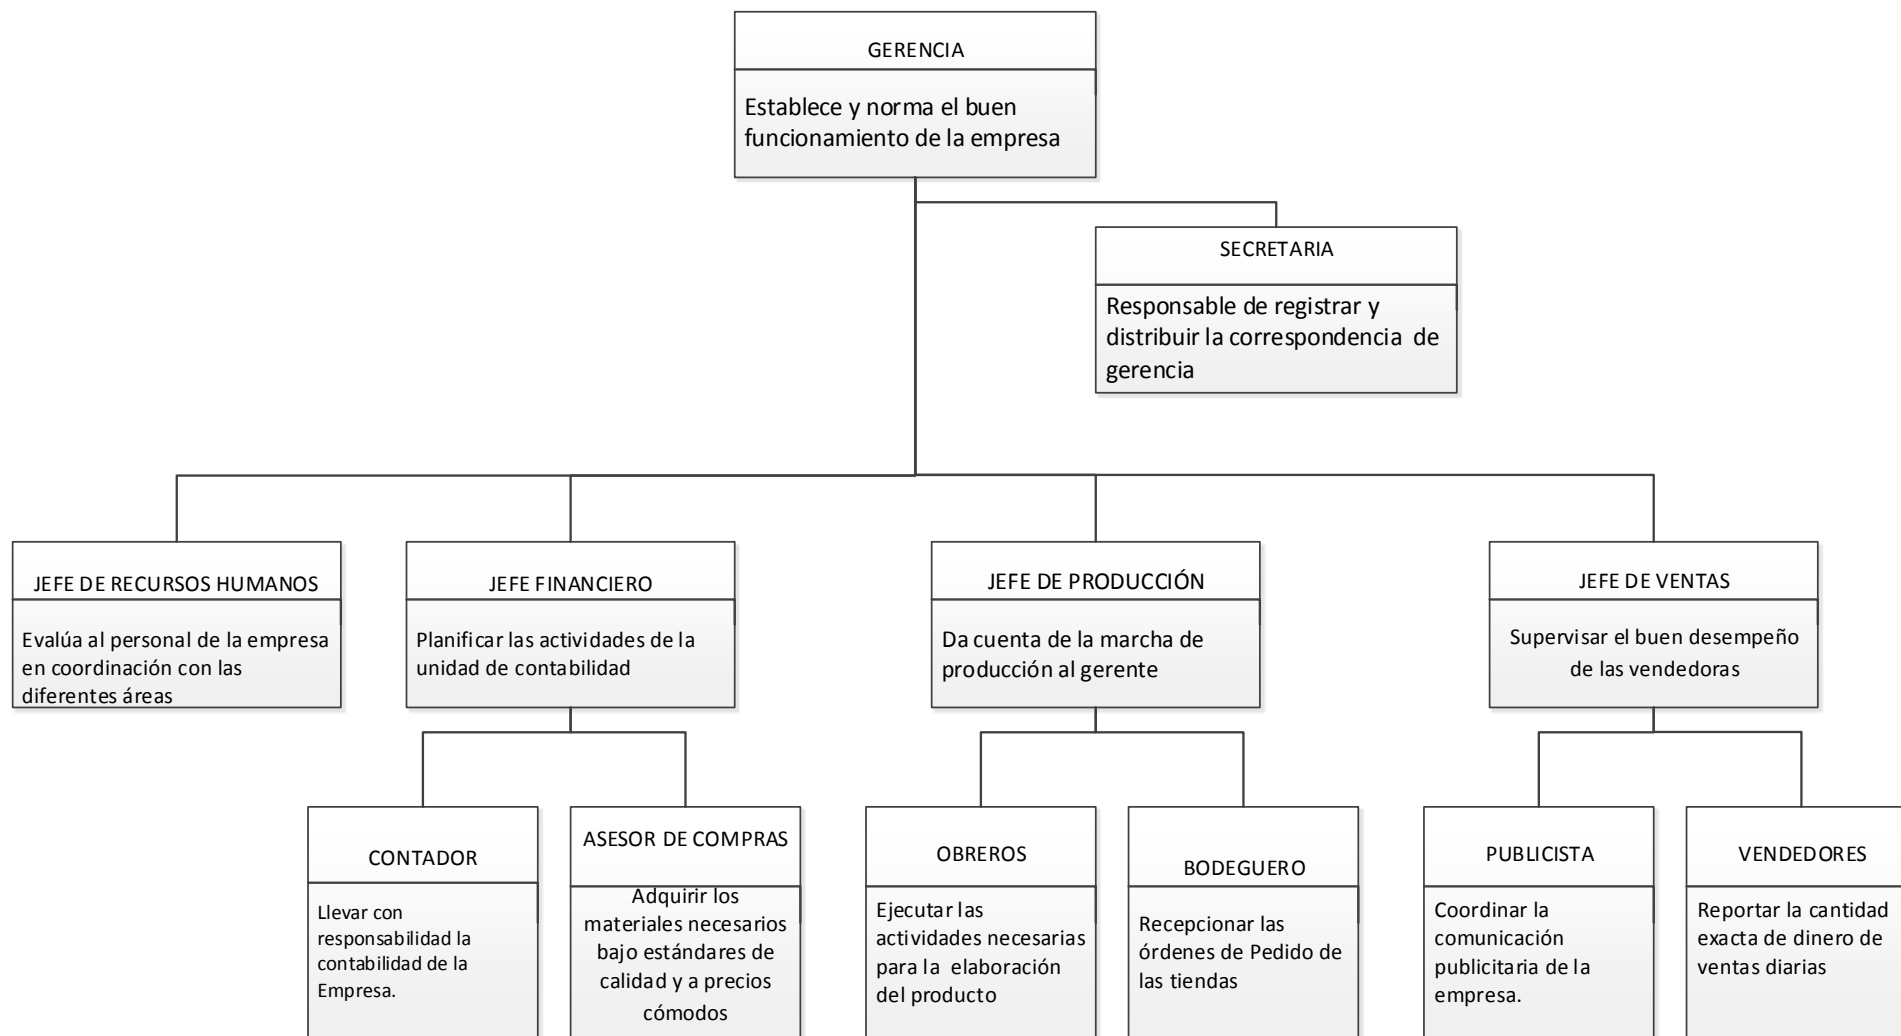 GERENCIA
Establece y norma el buen
funcionamiento de la empresa
SECRETARIA
Responsable de registrar y
distribuir la correspondencia de
gerencia
JEFE DE RECURSOS HUMANOS
Evalúa al personal de la empresa
en coordinación con las
diferentes áreas
JEFE FINANCIERO
Planificar las actividades de la
unidad de contabilidad
JEFE DE PRODUCCIÓN
Da cuenta de la marcha de
producción al gerente
JEFE DE VENTAS
Supervisar el buen desempeño
de las vendedoras
CONTADOR
Llevar con
responsabilidad la
contabilidad de la
Empresa.
ASESOR DE COMPRAS
Adquirir los
materiales necesarios
bajo estándares de
calidad y a precios
cómodos
OBREROS
Ejecutar las
actividades necesarias
para la elaboración
del producto
BODEGUERO
Recepcionar las
órdenes de Pedido de
las tiendas
PUBLICISTA
Coordinar la
comunicación
publicitaria de la
empresa.
VENDEDORES
Reportar la cantidad
exacta de dinero de
ventas diarias